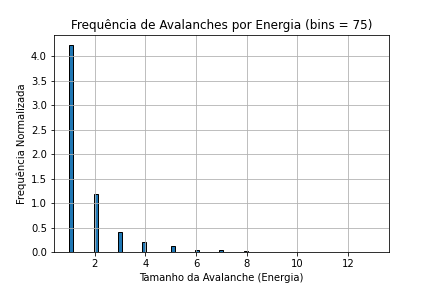 Frequência de Avalanches por Energia (bins = 75)
Frequência Normalizada
4.0
3.5
3.0
2.5
2.0
1.5
1.0
0.5
0.0
2 4 6 8 10 12
Tamanho da Avalanche (Energia)